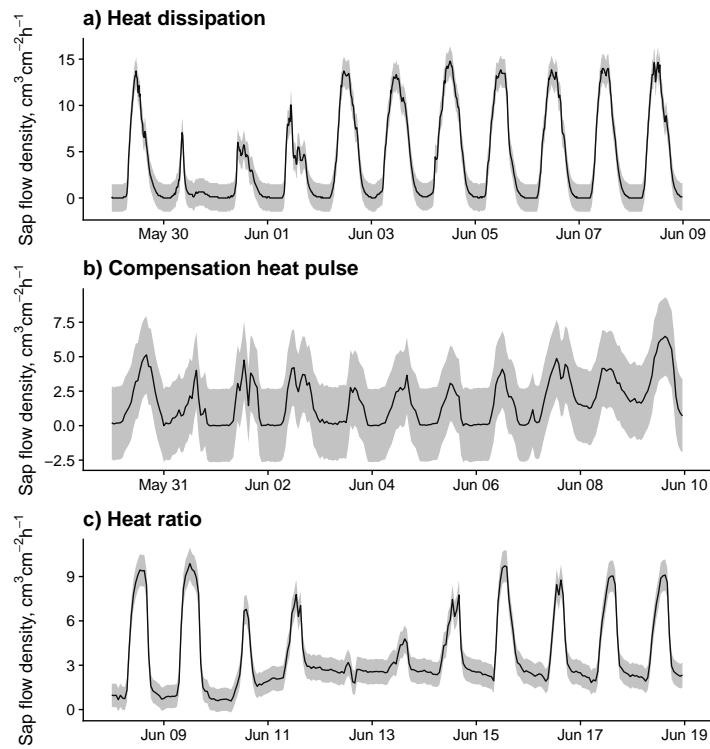 a) Heat dissipation
Sap flow density, cm³cm⁻²h⁻¹
15
10
5
0
May 30
Jun 01
Jun 03
Jun 05
Jun 07
Jun 09
b) Compensation heat pulse
Sap flow density, cm³cm⁻²h⁻¹
7.5
5.0
2.5
0.0
−2.5
May 31
Jun 02
Jun 04
Jun 06
Jun 08
Jun 10
c) Heat ratio
Sap flow density, cm³cm⁻²h⁻¹
9
6
3
0
Jun 09
Jun 11
Jun 13
Jun 15
Jun 17
Jun 19